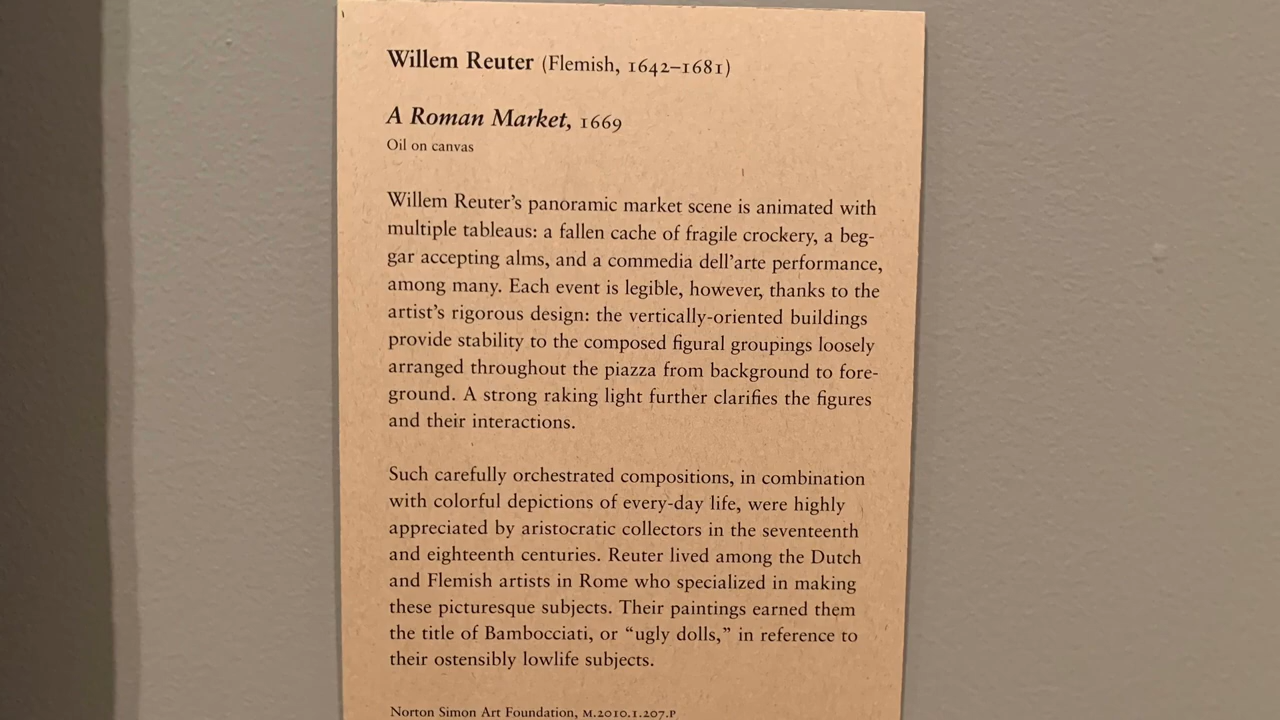 Willem Reuter (Flemish, 1642–1681)
A Roman Market, 1669
Oil on canvas
Willem Reuter’s panoramic market scene is animated with
multiple tableaus: a fallen cache of fragile crockery, a beg-
gar accepting alms, and a commedia dell’arte performance,
among many. Each event is legible, however, thanks to the
artist’s rigorous design: the vertically-oriented buildings
provide stability to the composed figural groupings loosely
arranged throughout the piazza from background to fore-
ground. A strong raking light further clarifies the figures
and their interactions.
Such carefully orchestrated compositions, in combination
with colorful depictions of every-day life, were highly
appreciated by aristocratic collectors in the seventeenth
and eighteenth centuries. Reuter lived among the Dutch
and Flemish artists in Rome who specialized in making
these picturesque subjects. Their paintings earned them
the title of Bambocciati, or “ugly dolls,” in reference to
their ostensibly lowlife subjects.
Norton Simon Art Foundation, M.2010.1.207.P